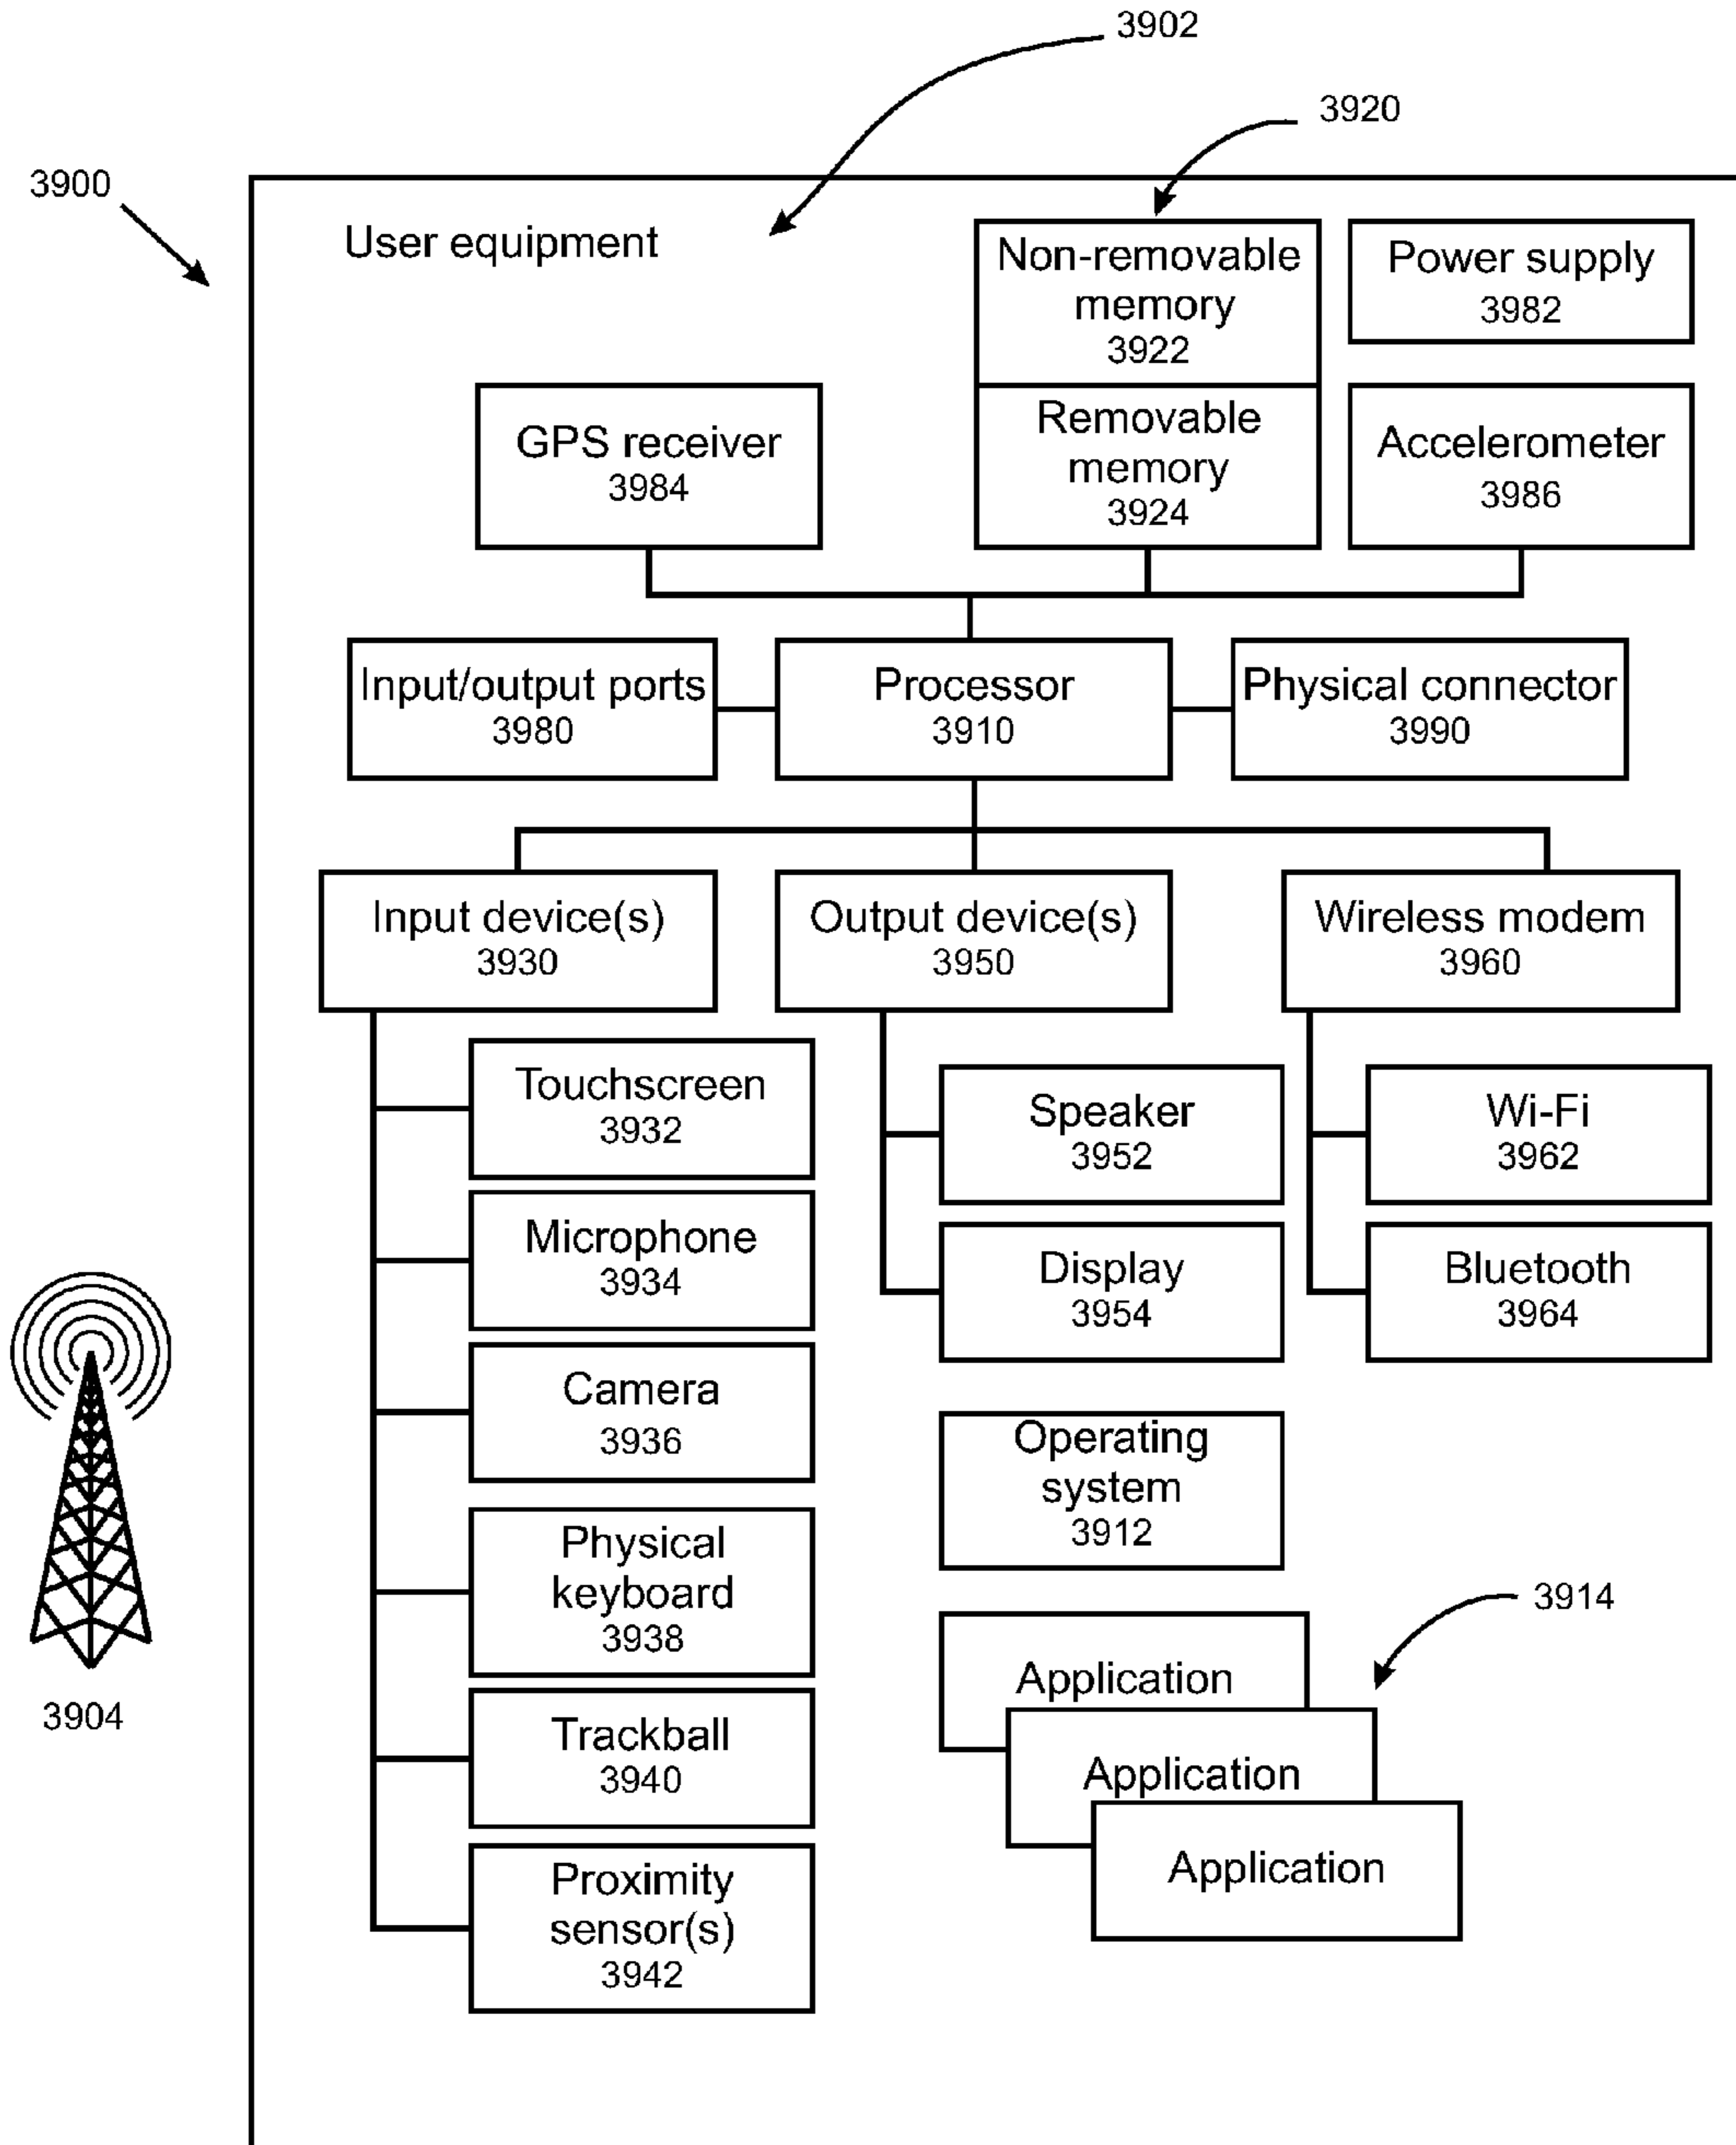 3902
3920
3900
User equipment
Non-removable
memory
3922
Power supply
3982
GPS receiver
3984
Removable
memory
3924
Accelerometer
3986
Input/output ports
3980
Processor
3910
Physical connector
3990
Input device(s)
3930
Output device(s)
3950
Wireless modem
3960
Touchscreen
3932
Speaker
3952
Wi-Fi
3962
Microphone
3934
Display
3954
Bluetooth
3964
Camera
3936
Operating
system
3912
Physical
keyboard
3938
3914
Application
Application
Application
Trackball
3940
Proximity
sensor(s)
3942
3904